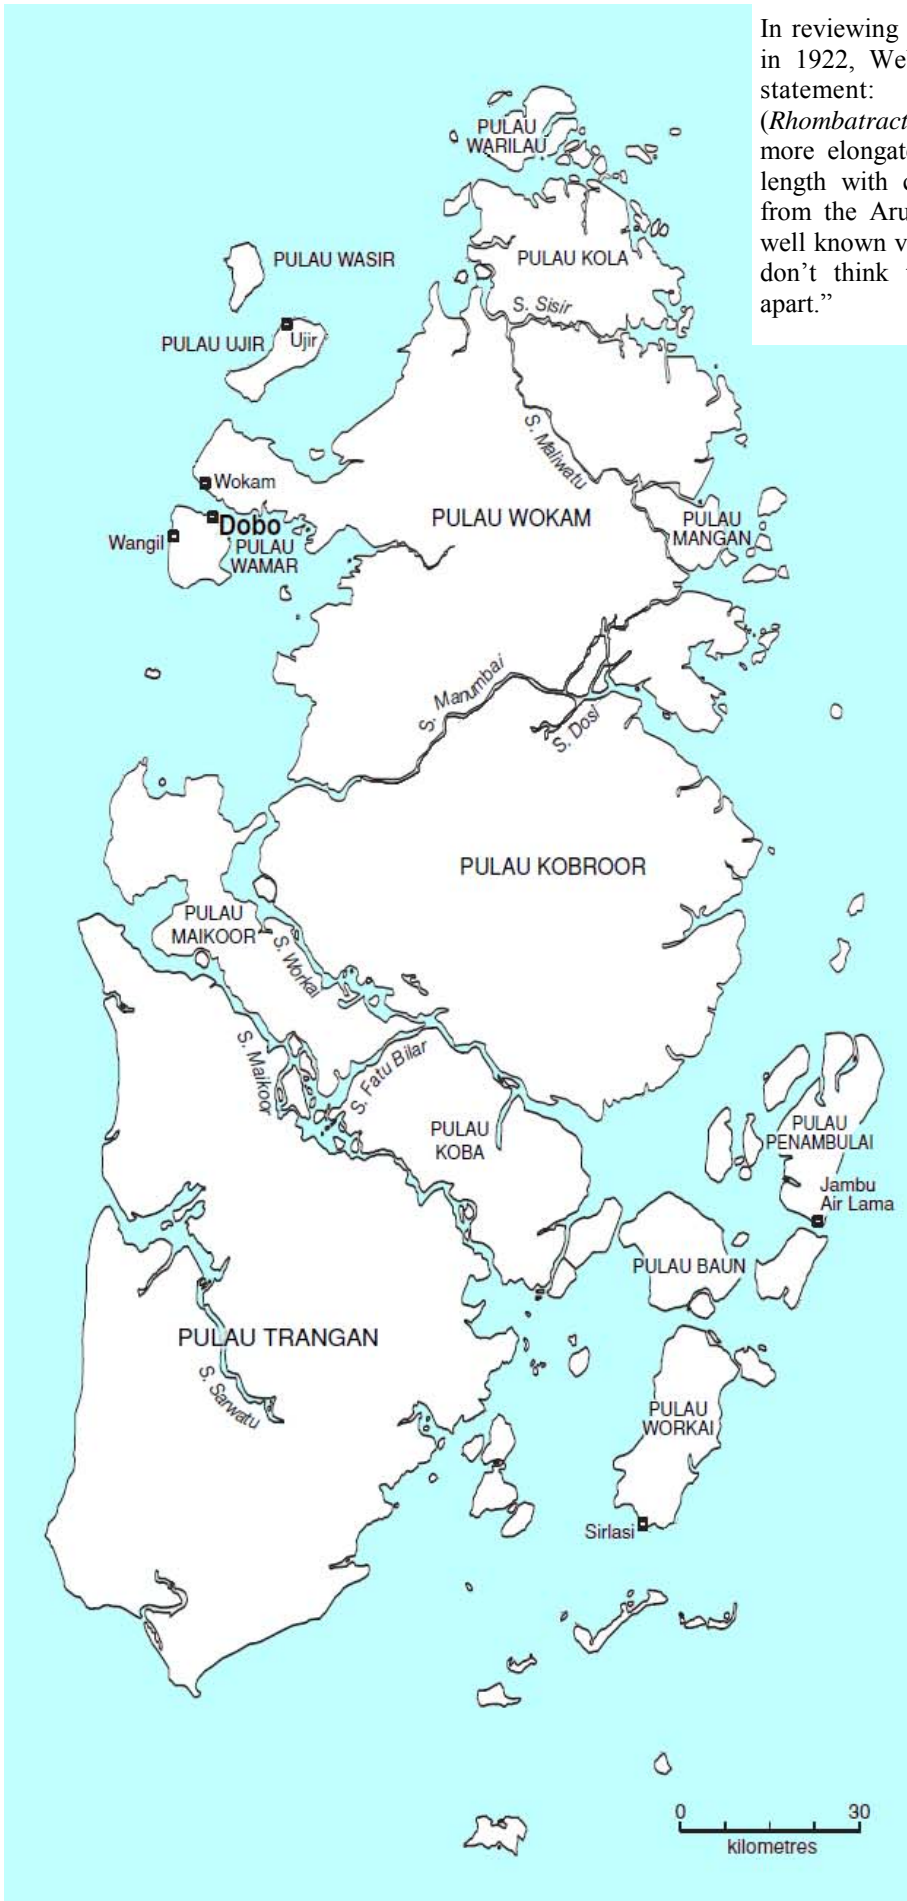 In reviewing
in 1922, We
statement:
(Rhombatract
more elongat
length with
from the Aru
well known v
don’t think
apart.”
PULAU
WARILAU
PULAU WASIR
PULAU KOLA
S. Sisir
PULAU UJIR
Ujir
S. Maliwatu
Wokam
PULAU WOKAM
PULAU
MANGAN
Dobo
Wangil
PULAU
WAMAR
S. Manumbai
S. Dosi
PULAU KOBROOR
PULAU
MAIKOOR
S. Workai
S. Maikoor
S. Fatu Bilar
PULAU
KOBA
PULAU
PENAMBULAI
Jambu
Air Lama
PULAU BAUN
PULAU TRANGAN
S. Sarwatu
PULAU
WORKAI
Sirlasi
0 30
kilometres